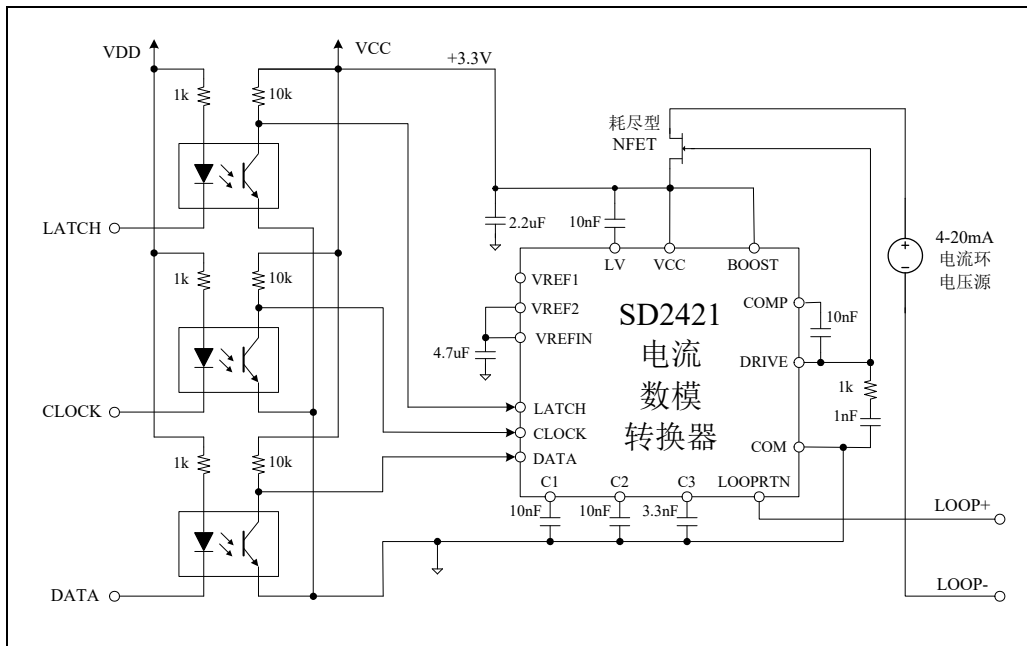 VDD
VCC
+3.3V
1k
10k
LATCH
耗尽型
NFET
2.2uF
10nF
LV
VCC
BOOST
4-20mA
电流环
电压源
1k
10k
VREF1
VREF2
VREFIN
4.7uF
SD2421
电流
数模
转换器
COMP
10nF
DRIVE
1k
1nF
COM
CLOCK
LATCH
CLOCK
DATA
1k
10k
C1
C2
C3
LOOPRTN
10nF
10nF
3.3nF
LOOP+
DATA
LOOP-